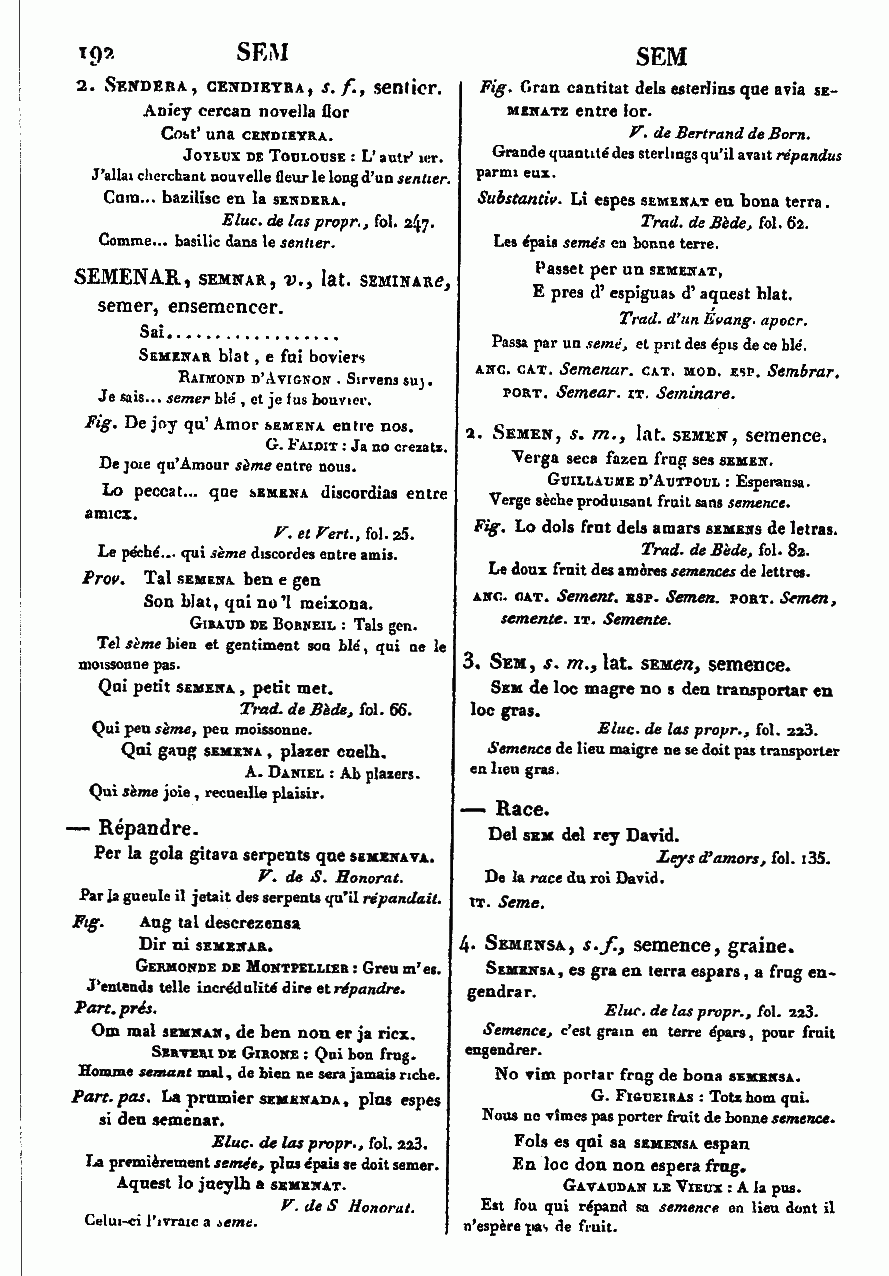 192 SEM SEM
2. Sendera, cendieyra, s. f., sentier.
Aniey cercan novella flor
Cost' una cendieyra.
Joyeux de Toulouse : L' autr' ier.
J'allai cherchant nouvelle fleur le long d'un sentier.
Com... bazilisc en la sendera.
Eluc. de las propr., fol. 247.
Comme... basilic dans le sentier.
SEMENAR, semnar, v., lat. seminare,
semer, ensemencer.
Sai..................
Semenar blat, e fui boviers
Raimond d'Avignon. Sirvens suj.
Je sais... semer blé, et je fus bouvier.
Fig. De joy qu' Amor semena entre nos.
G. Faidit : Ja no crezatz.
De joie qu'Amour sème entre nous.
Lo peccat... que semena discordias entre
amicx.
V. et Vert., fol. 25.
Le péché... qui sème discordes entre amis.
Prov. Tal semena ben e gen
Son blat, qui no 'l meixona.
Giraud de Borneil : Tals gen.
Tel sème bien et gentiment son blé, qui ne le
moissonne pas.
Qui petit semena, petit met.
Trad. de Bède, fol. 66.
Qui peu sème, peu moissonne.
Qui gaug semena, plazer cuelh.
A. Daniel : Ab plazers.
Qui sème joie, recueille plaisir.
— Répandre.
Per la gola gitava serpents que semenava.
V. de S. Honorat.
Par la gueule il jetait des serpents qu'il répandait.
Fig. Aug tal descrezensa
Dir ni semenar.
Germonde de Montpellier : Greu m'es.
J'entends telle incrédulité dire et répandre.
Part. prés.
Om mal semnan, de ben non er ja ricx.
Serveri de Girone : Qui bon frug.
Homme semant mal, de bien ne sera jamais riche.
Part. pas. La prumier semenada, plus espes
si deu semènar.
Eluc. de las propr., fol. 223.
La premièrement semée, plus épais se doit semer.
Aquest lo jueylh a semenat.
V. de S Honorat.
Celui-ci l'ivraie a semé.
Fig. Gran cantitat dels esterlins que avia se-
menatz entre lor.
V. de Bertrand de Born.
Grande quantité des sterlings qu'il avait répandus
parmi eux.
Substantiv. Li espes semenat en bona terra.
Trad. de Bède, fol. 62.
Les épais semés en bonne terre.
Passet per un semenat,
E pres d' espiguas d' aquest blat.
Trad. d'un Évang. apocr.
Passa par un semé, et prit des épis de ce blé.
anc. cat. Semenar. cat. mod. esp. Sembrar.
port. Semear. it. Seminare.
2. Semen, s. m., lat. semen, semence.
Verga seca fazen frug ses semen.
Guillaume d'Autpoul : Esperansa.
Verge sèche produisant fruit sans semence.
Fig. Lo dols frut dels amars semens de letras.
Trad. de Bède, fol. 82.
Le doux fruit des amères semences de lettres.
anc. cat. Sement. esp. Semen. port. Semen,
semente. it. Semente.
3. Sem, s. m., lat. semen, semence.
Sem de loc magre no s deu transportar en
loc gras.
Eluc. de las propr., fol. 223.
Semence de lieu maigre ne se doit pas transporter
en lieu gras.
— Race.
Del sem del rey David.
Leys d'amors, fol. 135.
De la race du roi David.
it. Seme.
4. Semensa, s. f., semence, graine.
Semensa, es gra en terra espars, a frug en-
gendrar.
Eluc. de las propr., fol. 223.
Semence, c'est grain en terre épars, pour fruit
engendrer.
No vim portar frug de bona semensa.
G. Figueiras : Totz hom qui.
Nous ne vîmes pas porter fruit de bonne semence.
Fols es qui sa semensa espan
En loc don non espera frug.
Gavaudan le Vieux : A la pus.
Est fou qui répand sa semence en lieu dont il
n'espère pas de fruit.